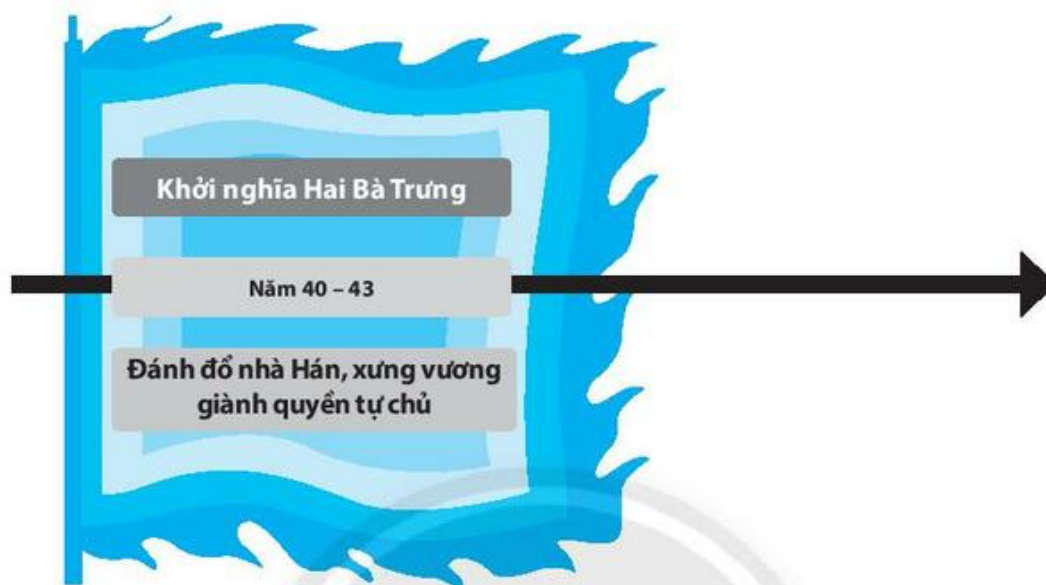 Khởi nghĩa Hai Bà Trưng
Năm 40 – 43
Đánh đổ nhà Hán, xưng vương
giành quyền tự chủ